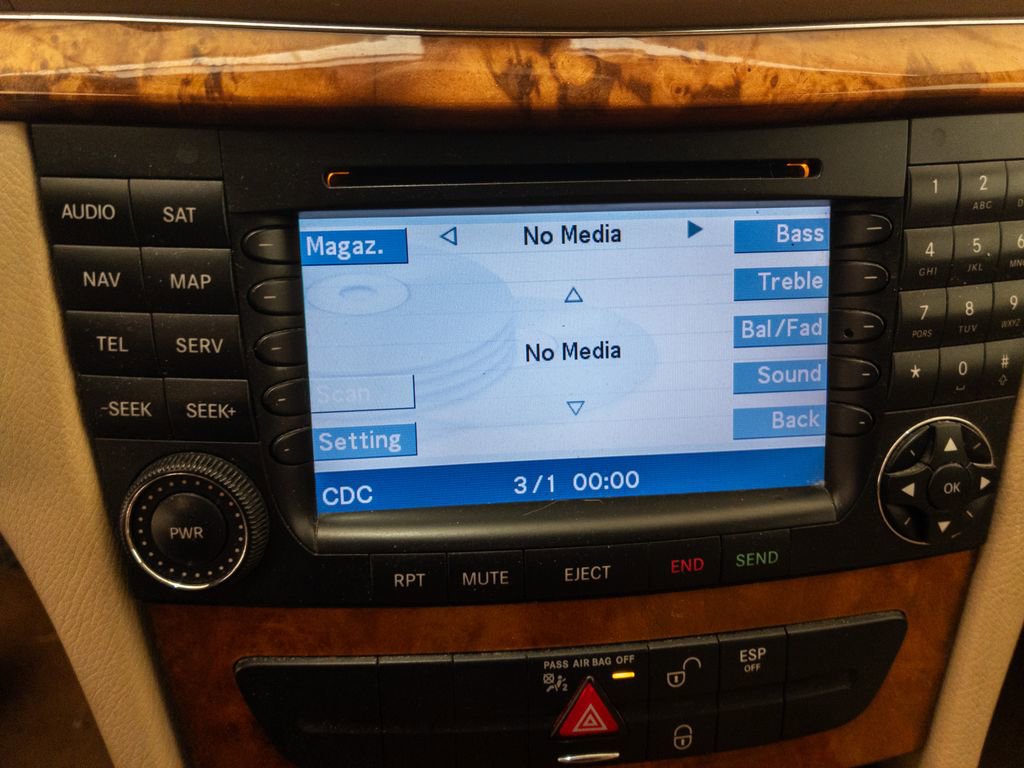 AUDIO SAT
NAV MAP
TEL SERV
-SEEK SEEK+
PWR
Magaz.
No Media
No Media
Scan
Setting
CDC 3/1 00:00
Bass
Treble
Bal/Fad
Sound
Back
1 2 ABC
4 GHI 5 JKL 6
7 PQRS 8 TUV 9 WXYZ
* 0 #
OK
RPT MUTE EJECT END SEND
PASS AIR BAG OFF
2
ESP
OFF